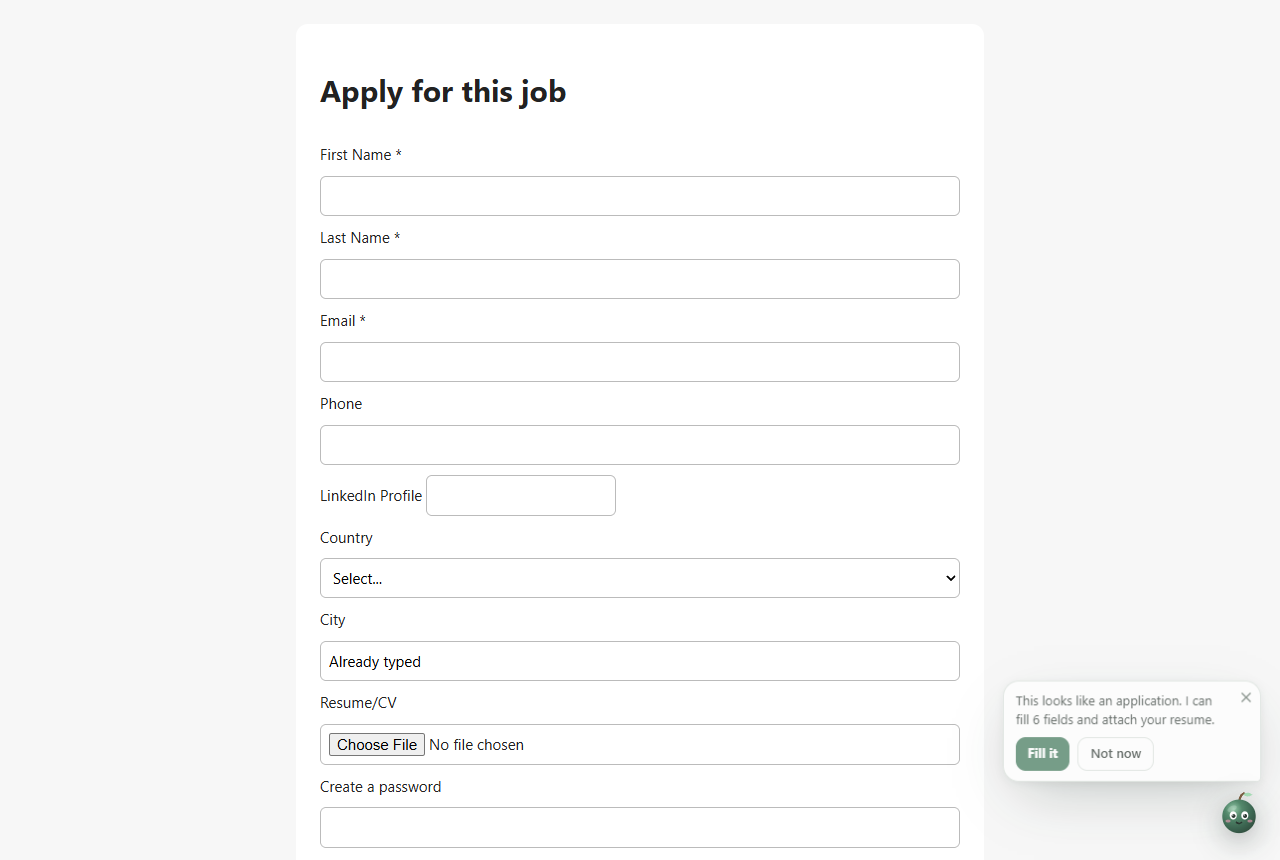 Apply for this job
First Name *
Last Name *
Email *
Phone
LinkedIn Profile
Country
Select...
City
Already typed
Resume/CV
Choose File No file chosen
Create a password
This looks like an application. I can
fill 6 fields and attach your resume.
Fill it Not now